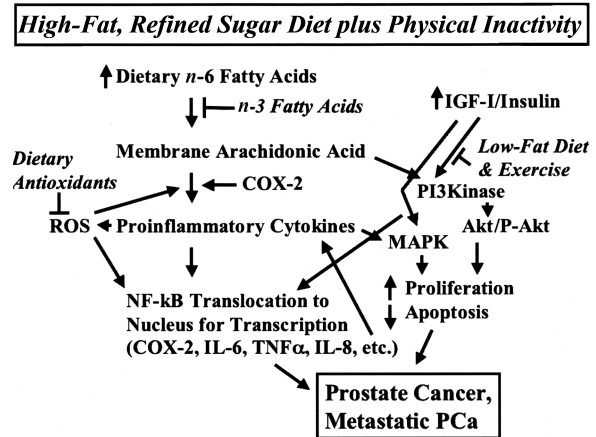 High-Fat, Refined Sugar Diet plus Physical Inactivity
Dietary n-6 Fatty Acids
n-3 Fatty Acids
IGF-I/Insulin
Membrane Arachidonic Acid
Low-Fat Diet
& Exercise
Dietary
Antioxidants
COX-2
PI3Kinase
ROS
Proinflammatory Cytokines
MAPK
Akt/P-Akt
NF-kB Translocation to
Nucleus for Transcription
(COX-2, IL-6, TNFα, IL-8, etc.)
Proliferation
Apoptosis
Prostate Cancer,
Metastatic PCa